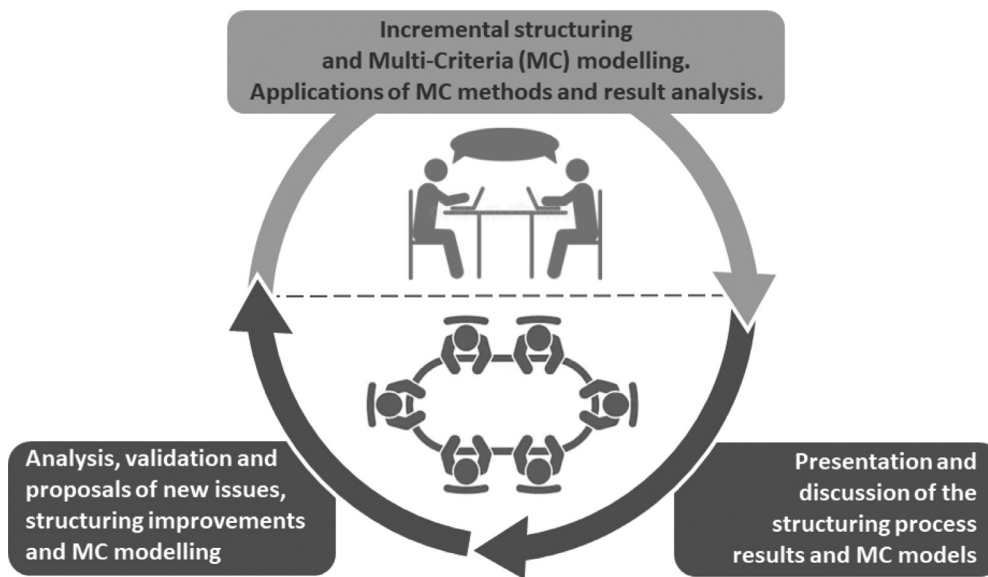 Incremental structuring
and Multi-Criteria (MC) modelling.
Applications of MC methods and result analysis.
Analysis, validation and
proposals of new issues,
structuring improvements
and MC modelling
Presentation and
discussion of the
structuring process
results and MC models